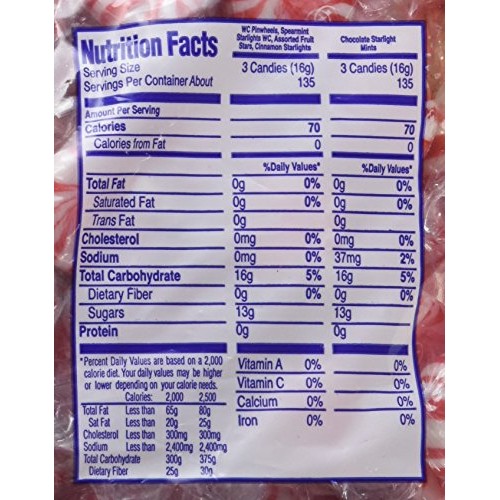 WC Pinwheels, Spearmint
Starlights WC, Assorted Fruit
Stars, Cinnamon Starlights
Chocolate Starlight
Mints
Nutrition Facts
Serving Size 3 Candies (16g) 3 Candies (16g)
Servings Per Container About 135 135
Amount Per Serving
Calories 70 70
Calories from Fat 0 0
%Daily Values* %Daily Values*
Total Fat 0g 0% 0g 0%
Saturated Fat 0g 0% 0g 0%
Trans Fat 0g 0g
Cholesterol 0mg 0% 0mg 0%
Sodium 0mg 0% 37mg 2%
Total Carbohydrate 16g 5% 16g 5%
Dietary Fiber 0g 0% 0g 0%
Sugars 13g 13g
Protein 0g 0g
*Percent Daily Values are based on a 2,000
calorie diet. Your daily values may be higher
or lower depending on your calorie needs.
Calories: 2,000 2,500
Total Fat Less than 65g 80g
Sat Fat Less than 20g 25g
Cholesterol Less than 300mg 300mg
Sodium Less than 2,400mg 2,400mg
Total Carbohydrate 300g 375g
Dietary Fiber 25g 30g
Vitamin A 0% 0%
Vitamin C 0% 0%
Calcium 0% 0%
Iron 0% 0%